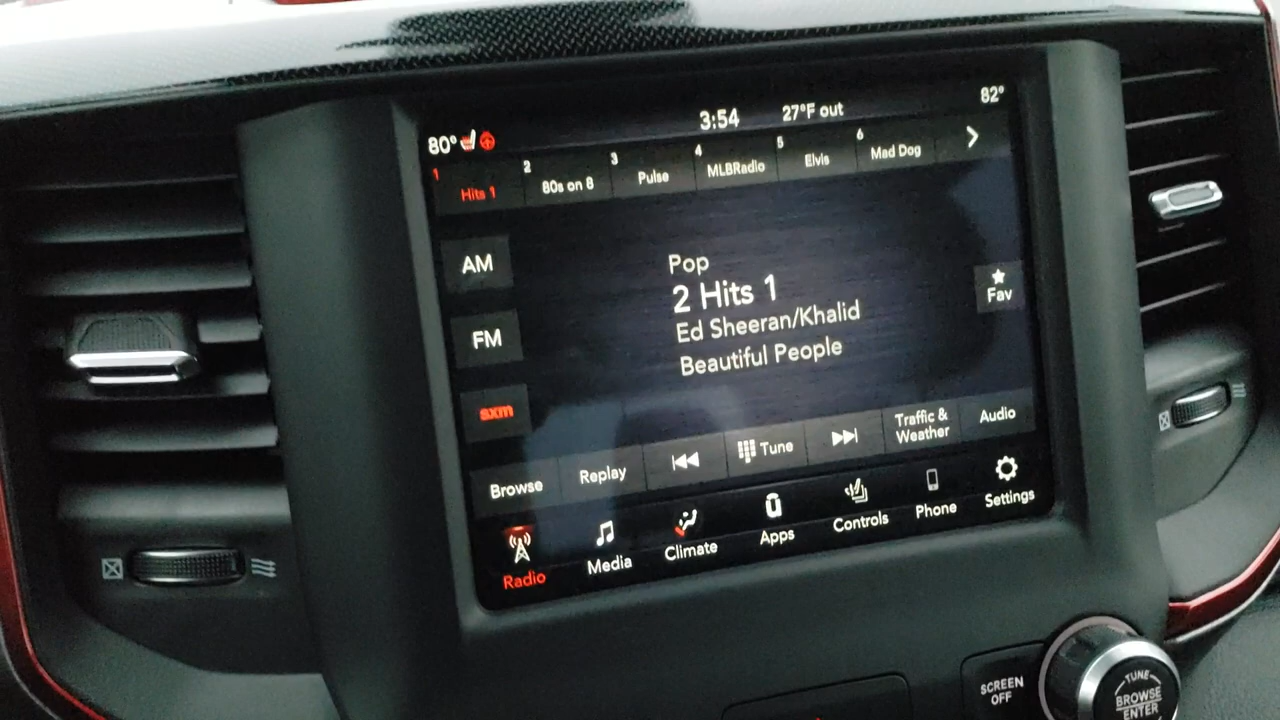 3:54 27°F out 82°
80°
1 Hits 1
2 80s on 8
3 Pulse
4 MLBRadio
5 Elvis
6 Mad Dog
AM
FM
sxm
Pop
2 Hits 1
Ed Sheeran/Khalid
Beautiful People
Fav
Browse
Replay
Tune
Traffic &
Weather
Audio
Radio
Media
Climate
Apps
Controls
Phone
Settings
SCREEN
OFF
TUNE
BROWSE
ENTER